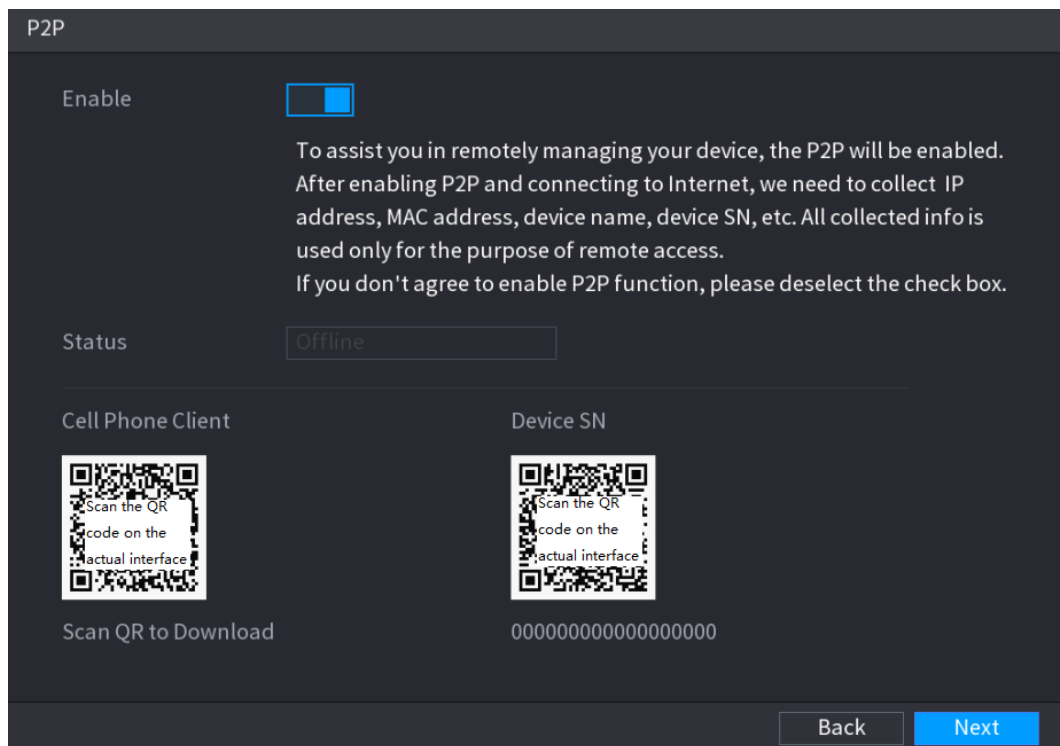 P2P
Enable
To assist you in remotely managing your device, the P2P will be enabled.
After enabling P2P and connecting to Internet, we need to collect IP
address, MAC address, device name, device SN, etc. All collected info is
used only for the purpose of remote access.
If you don't agree to enable P2P function, please deselect the check box.
Status
Offline
Cell Phone Client
Device SN
Scan the QR
code on the
actual interface
Scan the QR
code on the
actual interface
Scan QR to Download
000000000000000000
Back
Next